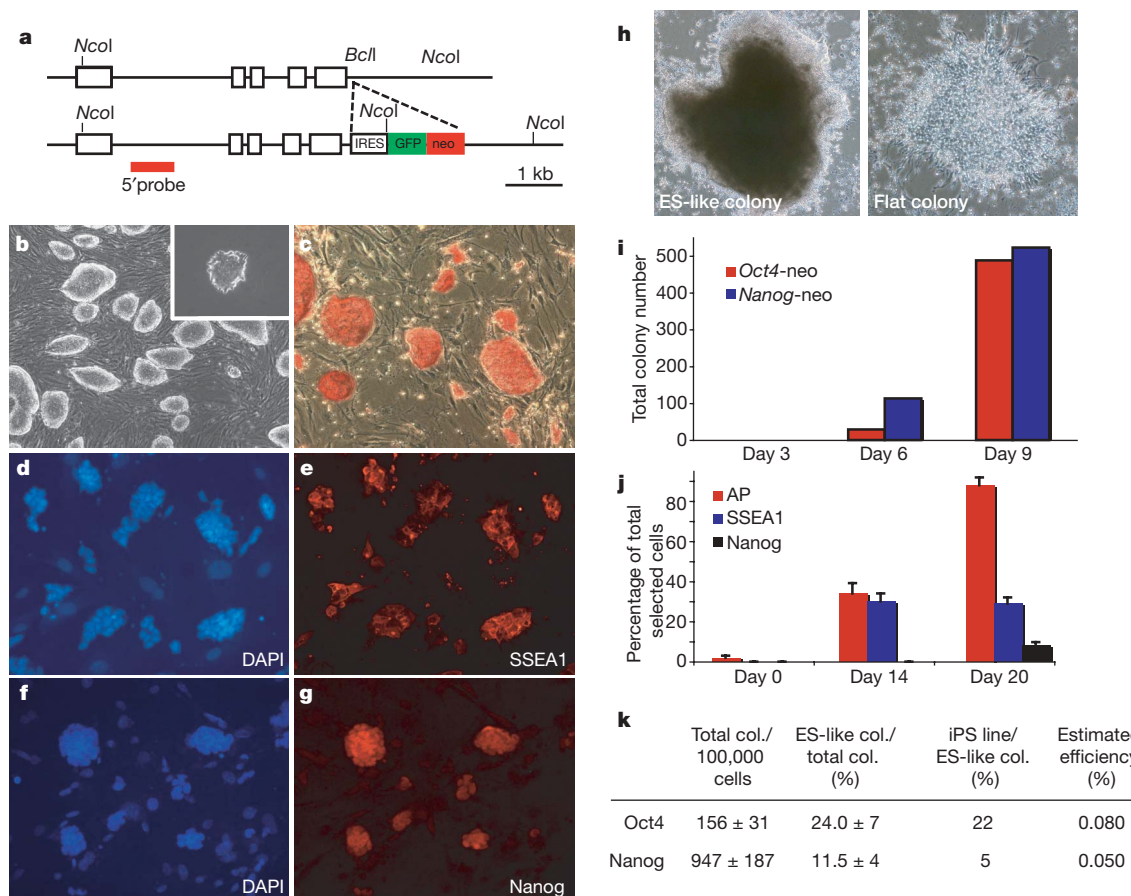 a
NcoI
BclI
NcoI
NcoI
NcoI
NcoI
IRES GFP neo
5′probe
1 kb
b
c
d
DAPI
e
SSEA1
f
DAPI
g
Nanog
h
ES-like colony
Flat colony
i
Total colony number
500
400
300
200
100
0
Oct4-neo
Nanog-neo
Day 3 Day 6 Day 9
j
Percentage of total
selected cells
80
60
40
20
0
AP
SSEA1
Nanog
Day 0 Day 14 Day 20
k
Total col./ ES-like col./ iPS line/ Estimated
100,000 total col. ES-like col. efficiency
cells (%) (%) (%)
Oct4 156 ± 31 24.0 ± 7 22 0.080
Nanog 947 ± 187 11.5 ± 4 5 0.050